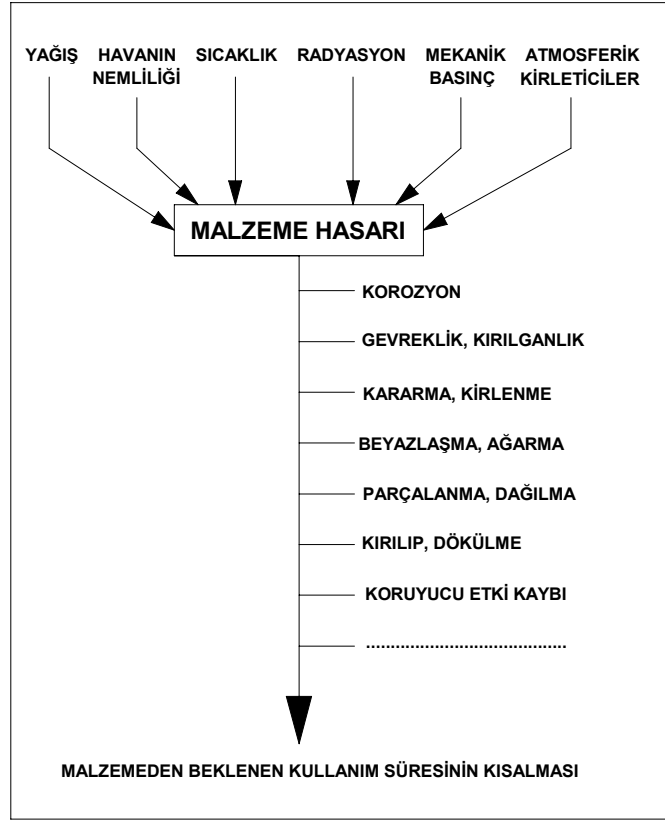 YAĞIŞ
HAVANIN
NEMLİLİĞİ
SICAKLIK
RADYASYON
MEKANİK
BASINÇ
ATMOSFERİK
KİRLETİCİLER
MALZEME HASARI
KOROZYON
GEVREKLİK, KIRILGANLIK
KARARMA, KİRLENME
BEYAZLAŞMA, AĞARMA
PARÇALANMA, DAĞILMA
KIRILIP, DÖKÜLME
KORUYUCU ETKİ KAYBI
........................................
MALZEMEDEN BEKLENEN KULLANIM SÜRESİNİN KISALMASI